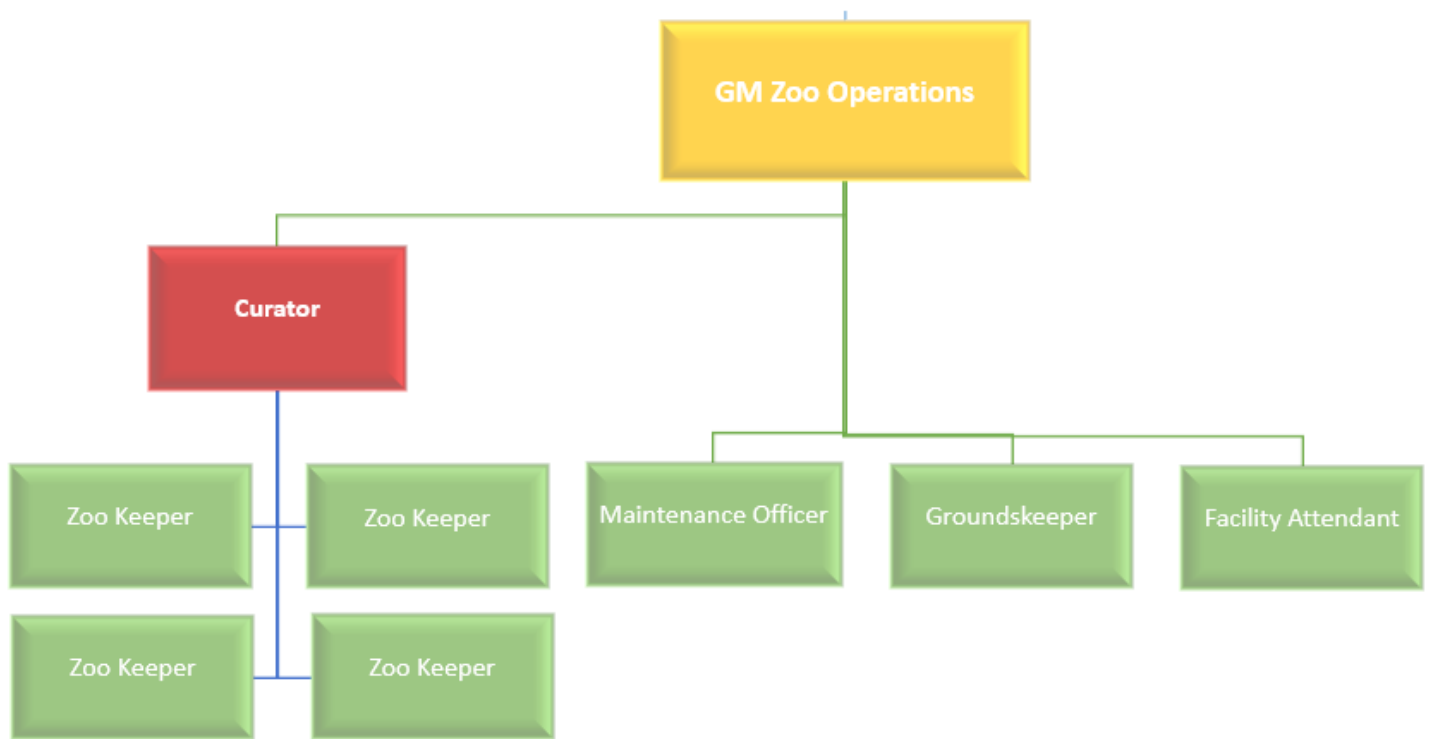 GM Zoo Operations
Curator
Zoo Keeper
Zoo Keeper
Maintenance Officer
Groundskeeper
Facility Attendant
Zoo Keeper
Zoo Keeper